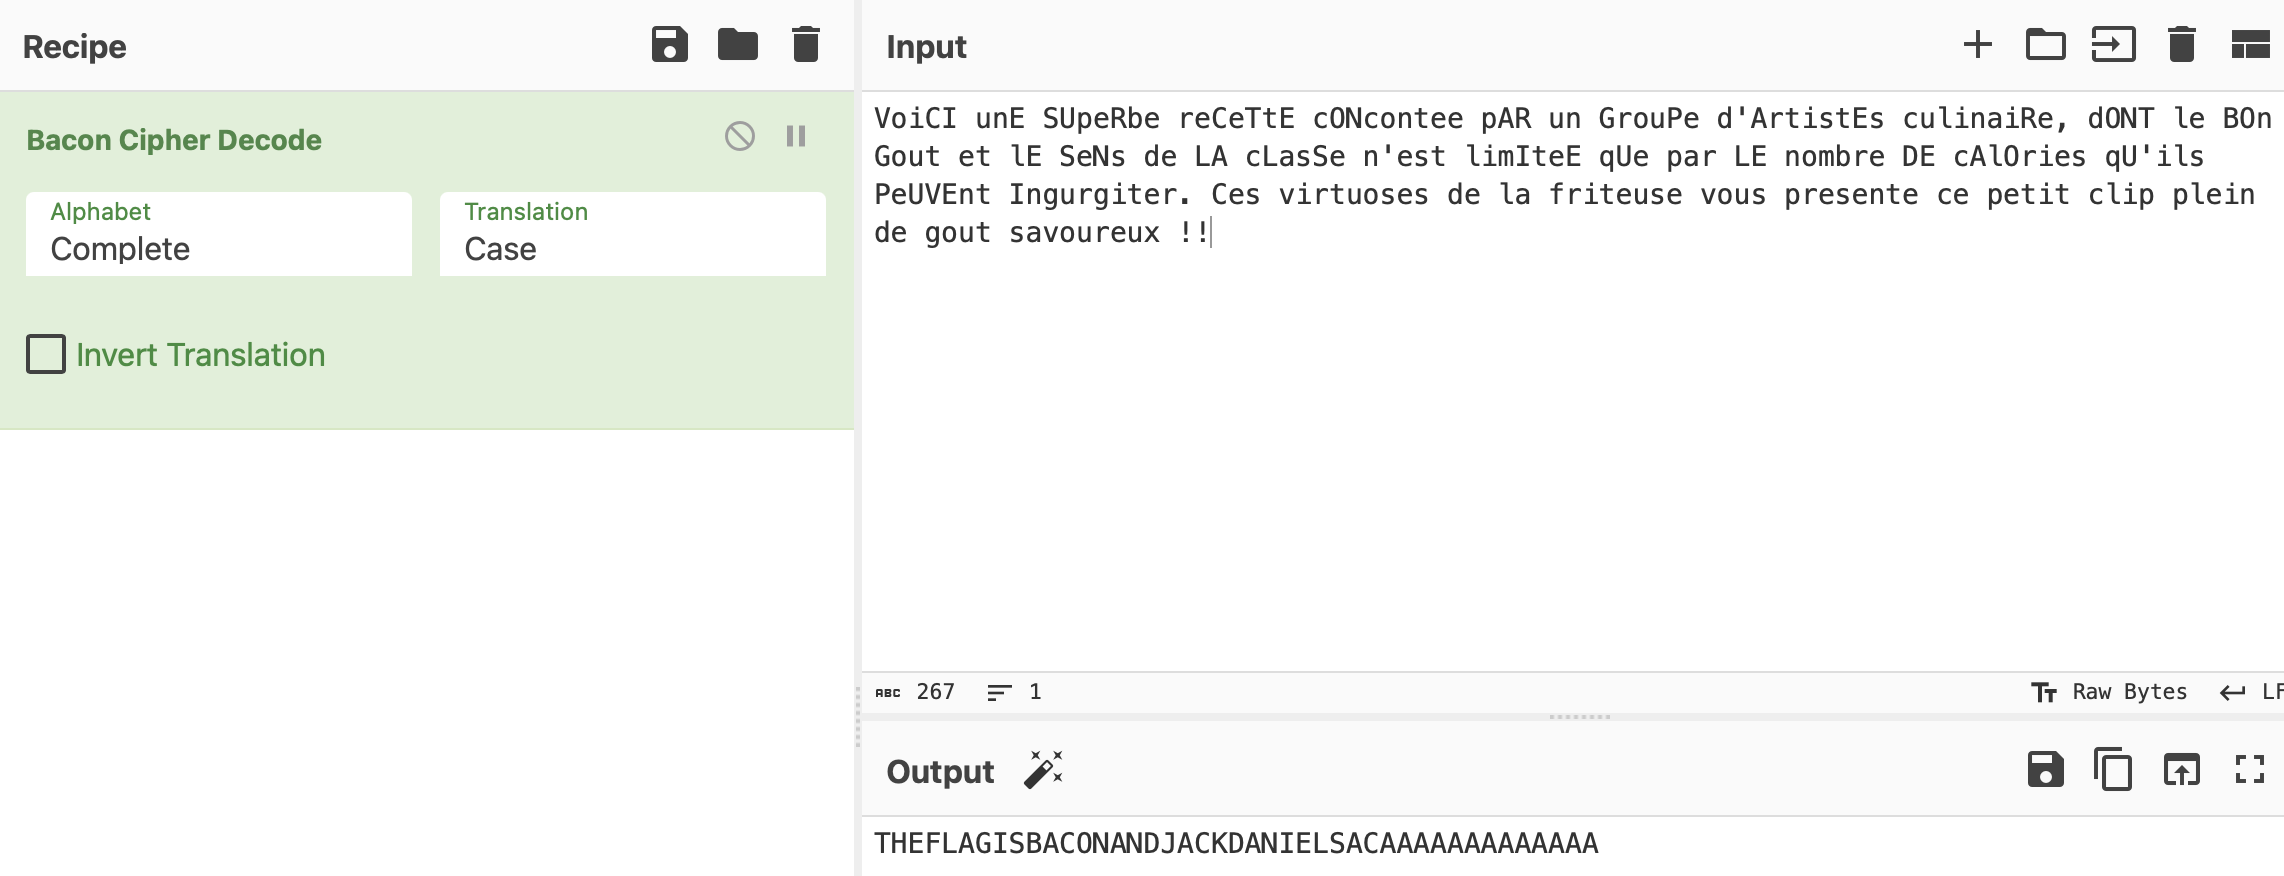 Recipe
Bacon Cipher Decode
Alphabet
Complete
Translation
Case
Invert Translation
Input
VoiCI unE SUpeRbe reCeTtE cONcontee pAR un GrouPe d'ArtistEs culinaiRe, dONT le BOn
Gout et lE SeNs de LA cLasSe n'est limIteE qUe par LE nombre DE cAlOries qU'ils
PeUVEnt Ingurgiter. Ces virtuoses de la friteuse vous presente ce petit clip plein
de gout savoureux !!
ABC 267 1
Raw Bytes LF
Output
THEFLAGISBACONANDJACKDANIELSACAAAAAAAAAAAAA